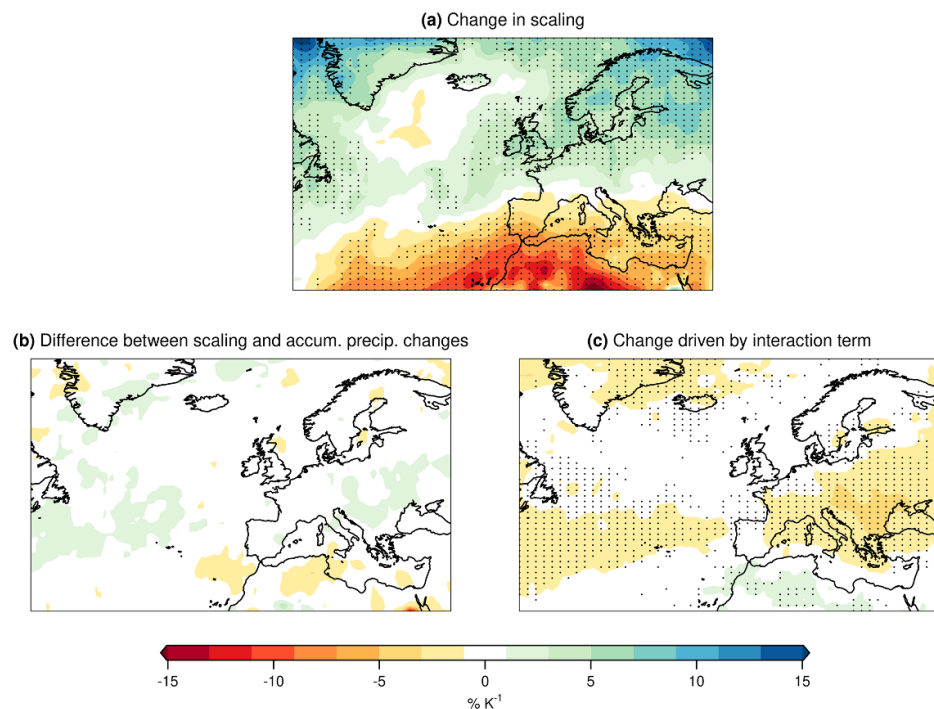 (a) Change in scaling
(b) Difference between scaling and accum. precip. changes
(c) Change driven by interaction term
-15 -10 -5 0 5 10 15
% K⁻¹